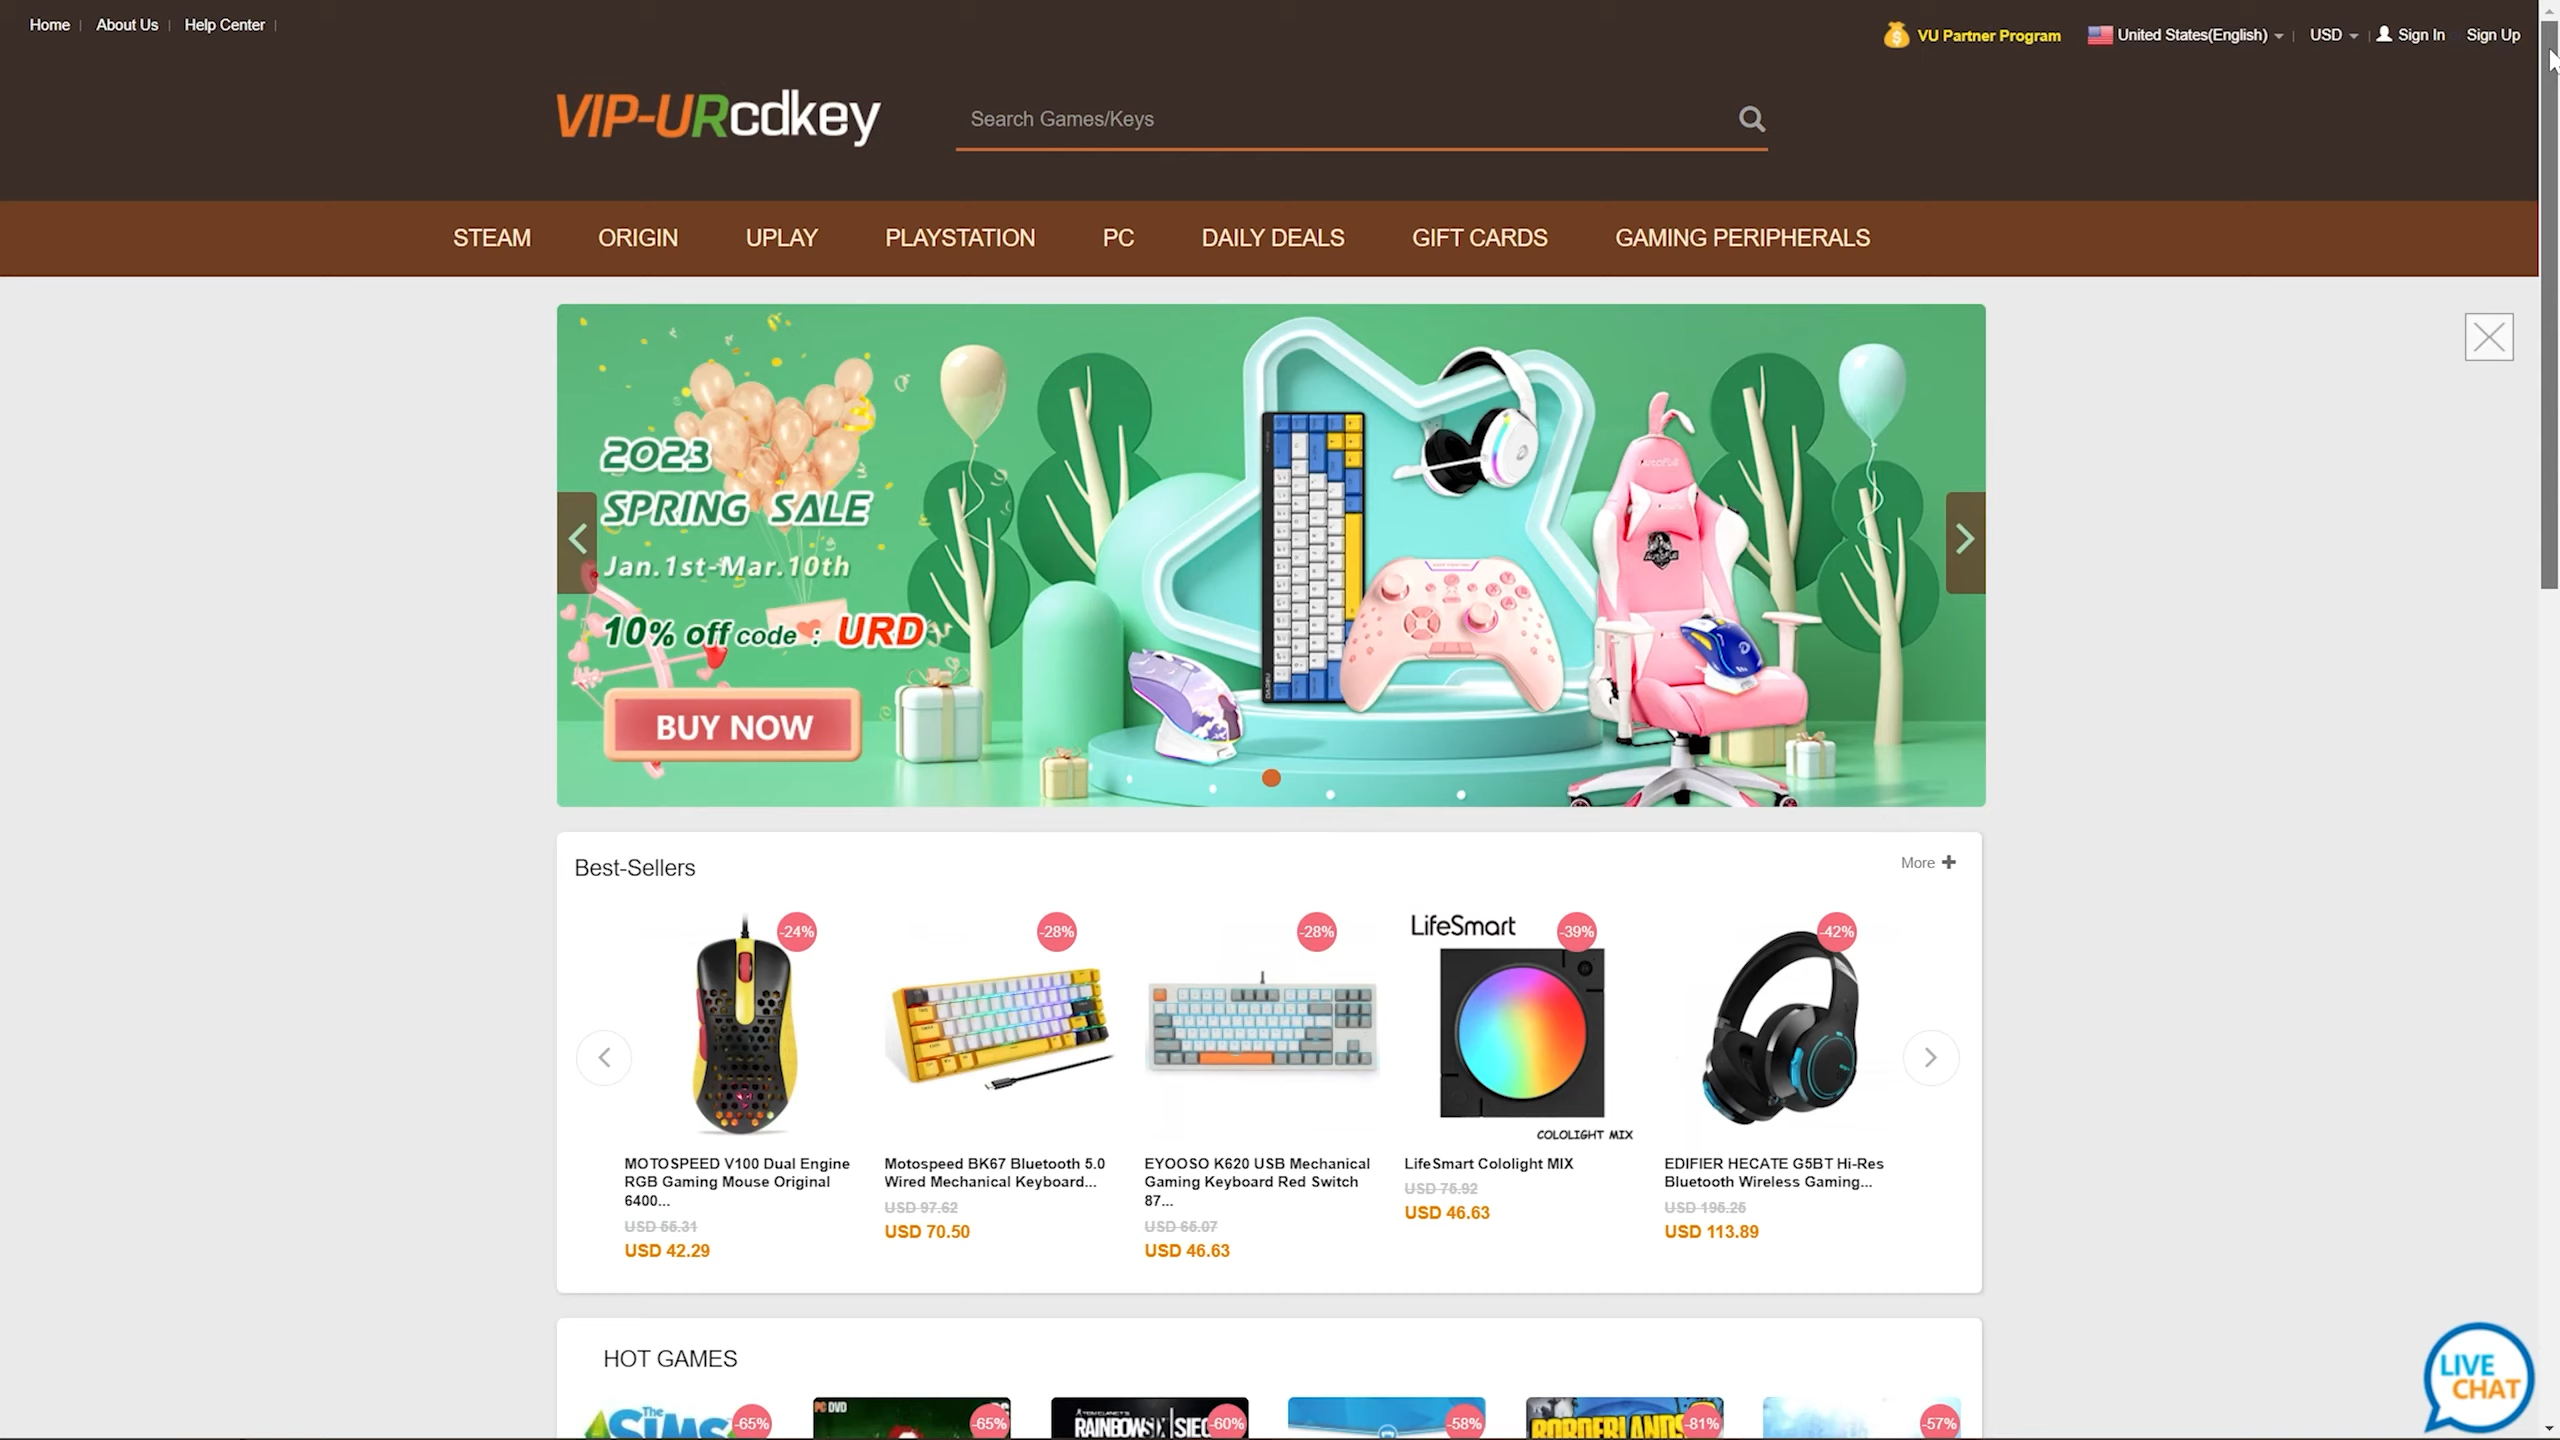 Home
About Us
Help Center
VU Partner Program
United States(English)
USD
Sign In
Sign Up
VIP-URcdkey
Search Games/Keys
STEAM
ORIGIN
UPLAY
PLAYSTATION
PC
DAILY DEALS
GIFT CARDS
GAMING PERIPHERALS
2023
SPRING SALE
Jan.1st-Mar.10th
10% off code : URD
BUY NOW
Best-Sellers
More
-24%
-28%
-28%
LifeSmart
-39%
-42%
COLOLIGHT MIX
MOTOSPEED V100 Dual Engine
RGB Gaming Mouse Original
6400...
USD 55.31
USD 42.29
Motospeed BK67 Bluetooth 5.0
Wired Mechanical Keyboard...
USD 97.62
USD 70.50
EYOOSO K620 USB Mechanical
Gaming Keyboard Red Switch
87...
USD 65.07
USD 46.63
LifeSmart Cololight MIX
USD 75.92
USD 46.63
EDIFIER HECATE G5BT Hi-Res
Bluetooth Wireless Gaming...
USD 195.25
USD 113.89
HOT GAMES
The SIMS
-65%
PC DVD
-65%
RAINBOW SIX SIEGE
-60%
-58%
BORDERLANDS
-81%
-57%
LIVE
CHAT